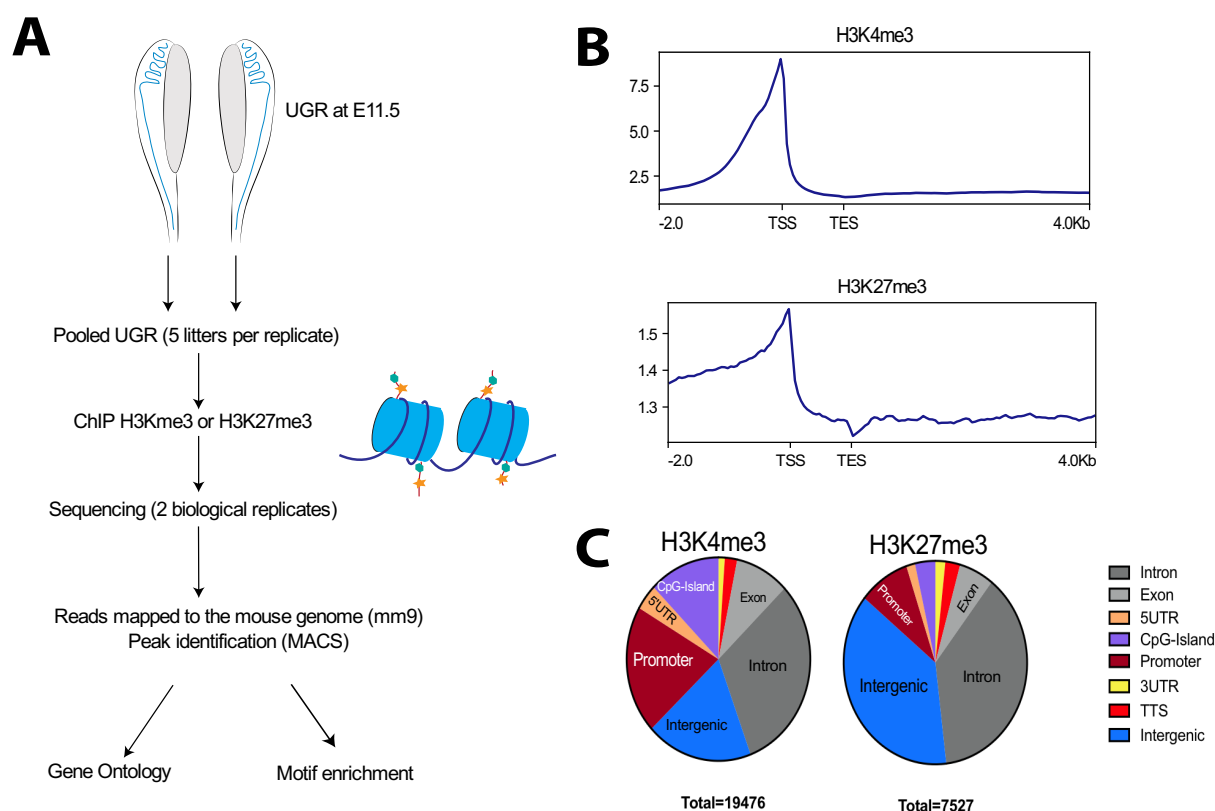 A
UGR at E11.5
Pooled UGR (5 litters per replicate)
ChIP H3Kme3 or H3K27me3
Sequencing (2 biological replicates)
Reads mapped to the mouse genome (mm9)
Peak identification (MACS)
Gene Ontology
Motif enrichment
B
H3K4me3
7.5
5.0
2.5
-2.0
TSS
TES
4.0Kb
H3K27me3
1.5
1.4
1.3
-2.0
TSS
TES
4.0Kb
C
H3K4me3
CpG-Island
5'UTR
Promoter
Intergenic
Intron
Exon
Total=19476
H3K27me3
Promoter
Exon
Intergenic
Intron
Total=7527
Intron
Exon
5UTR
CpG-Island
Promoter
3UTR
TTS
Intergenic